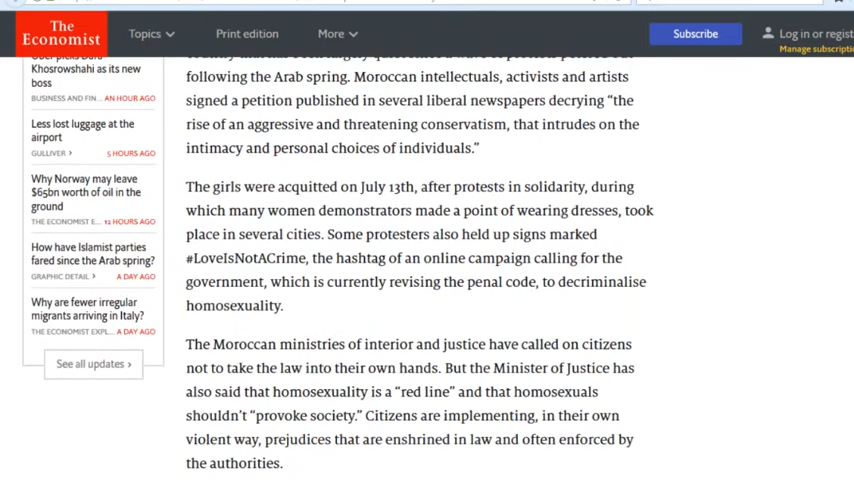 The
Economist
Topics
Print edition
More
Subscribe
Log in or regist
Manage subscriptio
Khosrowshahi as its new
boss
BUSINESS AND FIN... AN HOUR AGO
Less lost luggage at the
airport
GULLIVER > 5 HOURS AGO
Why Norway may leave
$65bn worth of oil in the
ground
THE ECONOMIST E... 12 HOURS AGO
How have Islamist parties
fared since the Arab spring?
GRAPHIC DETAIL > A DAY AGO
Why are fewer irregular
migrants arriving in Italy?
THE ECONOMIST EXPL... A DAY AGO
See all updates >
following the Arab spring. Moroccan intellectuals, activists and artists
signed a petition published in several liberal newspapers decrying “the
rise of an aggressive and threatening conservatism, that intrudes on the
intimacy and personal choices of individuals.”
The girls were acquitted on July 13th, after protests in solidarity, during
which many women demonstrators made a point of wearing dresses, took
place in several cities. Some protesters also held up signs marked
#LoveIsNotACrime, the hashtag of an online campaign calling for the
government, which is currently revising the penal code, to decriminalise
homosexuality.
The Moroccan ministries of interior and justice have called on citizens
not to take the law into their own hands. But the Minister of Justice has
also said that homosexuality is a “red line” and that homosexuals
shouldn’t “provoke society.” Citizens are implementing, in their own
violent way, prejudices that are enshrined in law and often enforced by
the authorities.